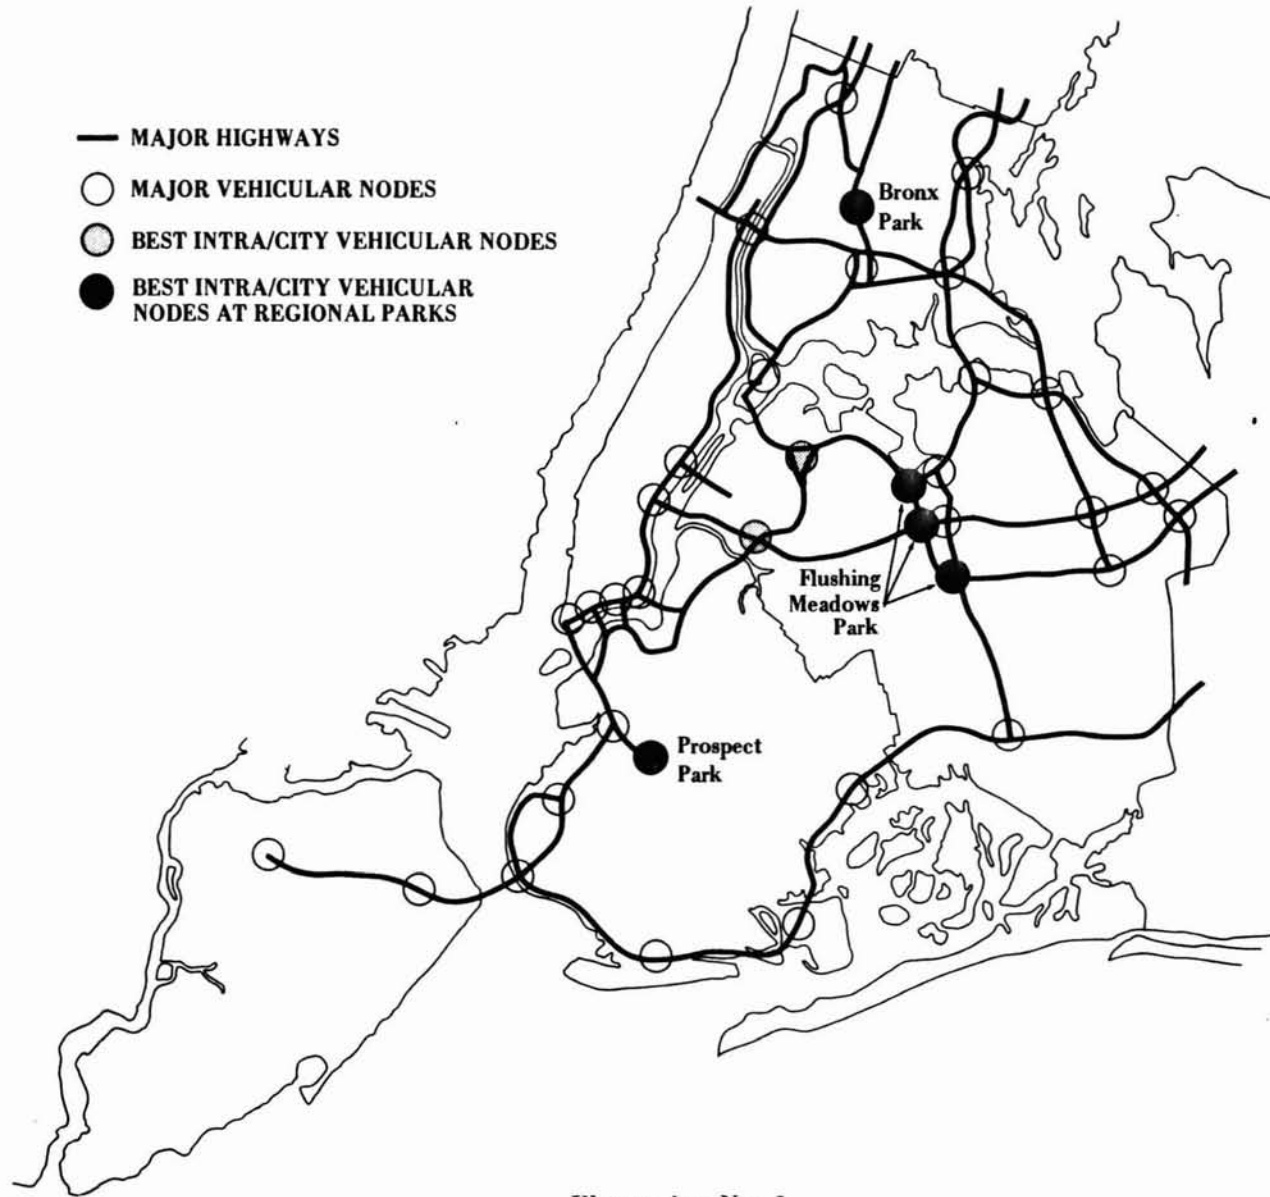 MAJOR HIGHWAYS
MAJOR VEHICULAR NODES
BEST INTRA/CITY VEHICULAR NODES
BEST INTRA/CITY VEHICULAR
NODES AT REGIONAL PARKS
Bronx
Park
Flushing
Meadows
Park
Prospect
Park